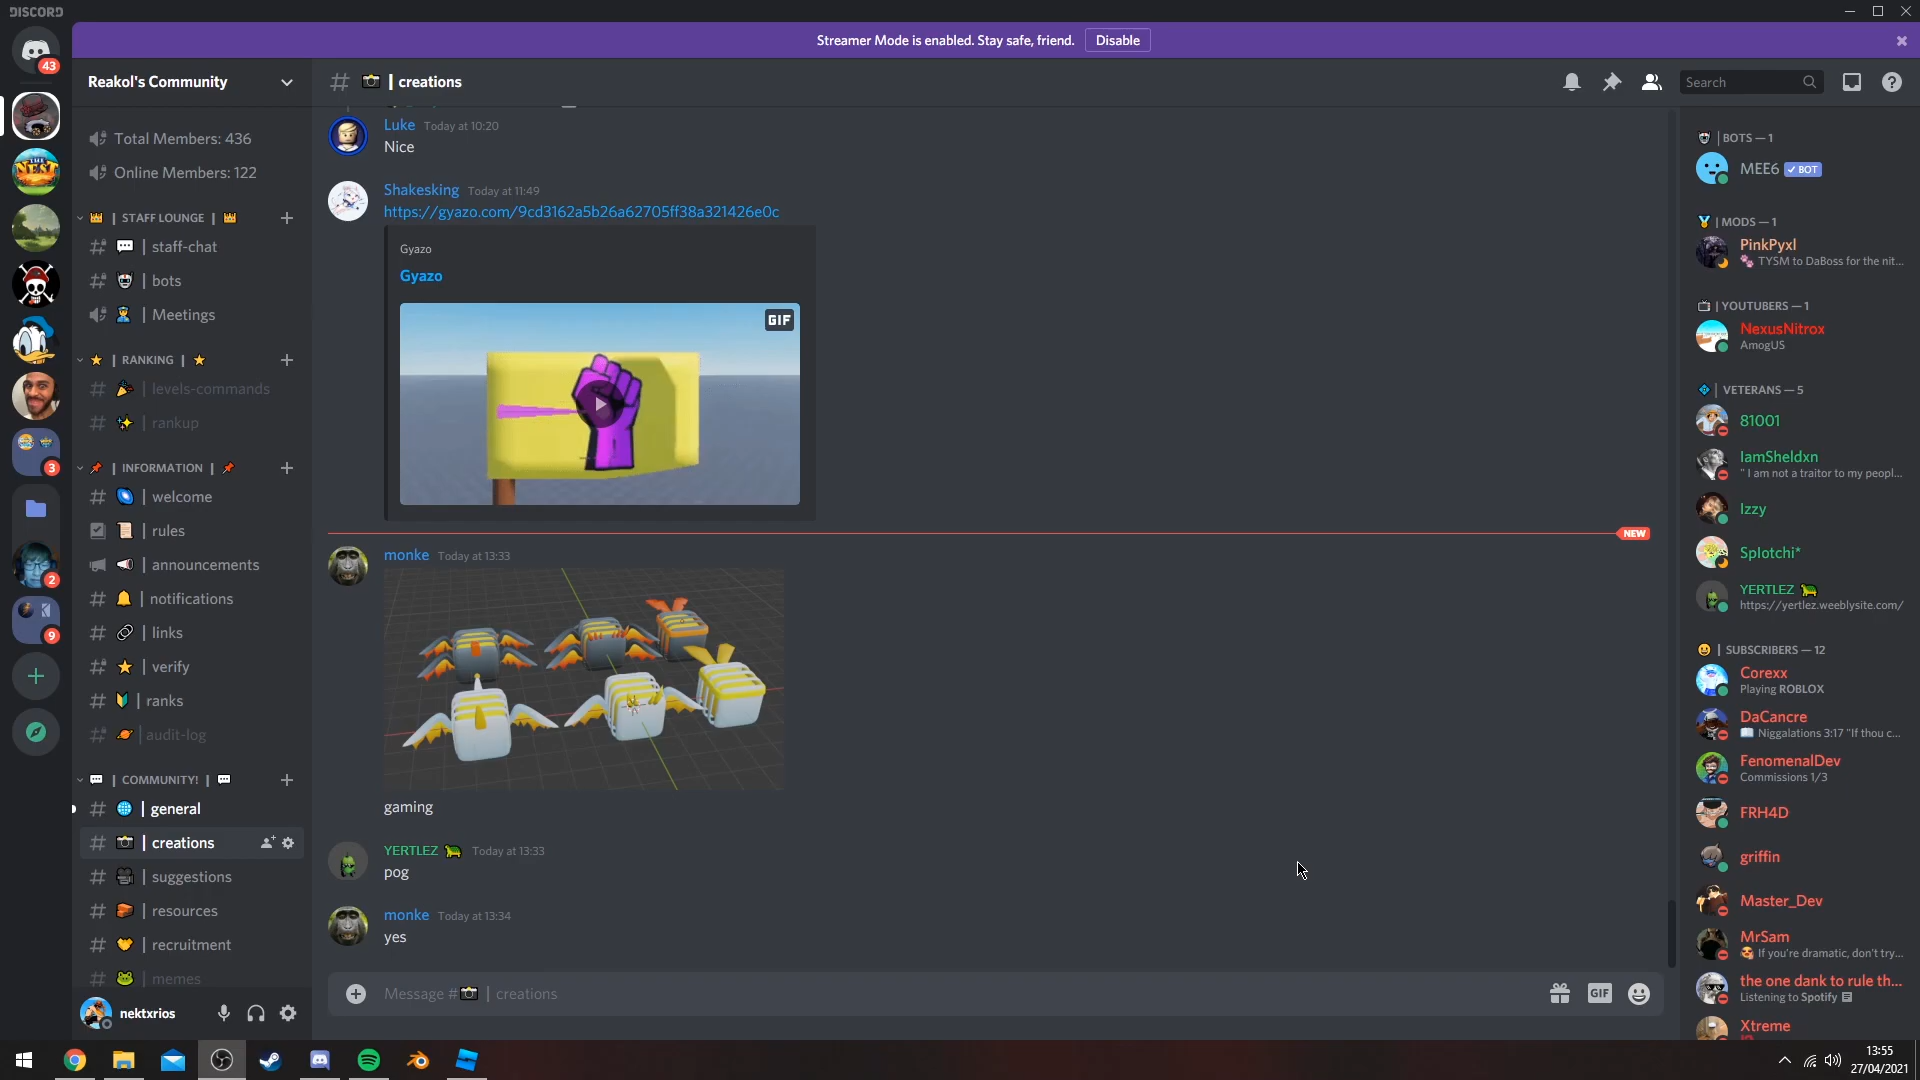 DISCORD
Streamer Mode is enabled. Stay safe, friend. Disable
43
Reakol's Community
# | creations
Search
Total Members: 436
Online Members: 122
| STAFF LOUNGE |
| staff-chat
| bots
| Meetings
| RANKING |
| levels-commands
| rankup
| INFORMATION |
| welcome
| rules
| announcements
| notifications
| links
| verify
| ranks
| audit-log
| COMMUNITY! |
| general
| creations
| suggestions
| resources
| recruitment
| memes
nektxrios
THE NEST
3
2
9
Luke Today at 10:20
Nice
Shakesking Today at 11:49
https://gyazo.com/9cd3162a5b26a62705ff38a321426e0c
Gyazo
Gyazo
GIF
NEW
monke Today at 13:33
gaming
YERTLEZ Today at 13:33
pog
monke Today at 13:34
yes
Message # | creations
GIF
| BOTS — 1
MEE6 ✓ BOT
| MODS — 1
PinkPyxl
TYSM to DaBoss for the nit...
| YOUTUBERS — 1
NexusNitrox
AmogUS
| VETERANS — 5
81001
IamSheldxn
" I am not a traitor to my peopl...
Izzy
Splotchi*
YERTLEZ
https://yertlez.weeblysite.com/
| SUBSCRIBERS — 12
Corexx
Playing ROBLOX
DaCancre
Niggalations 3:17 "If thou c...
FenomenalDev
Commissions 1/3
FRH4D
griffin
Master_Dev
MrSam
If you're dramatic, don't try...
the one dank to rule th...
Listening to Spotify
Xtreme
13:55
27/04/2021